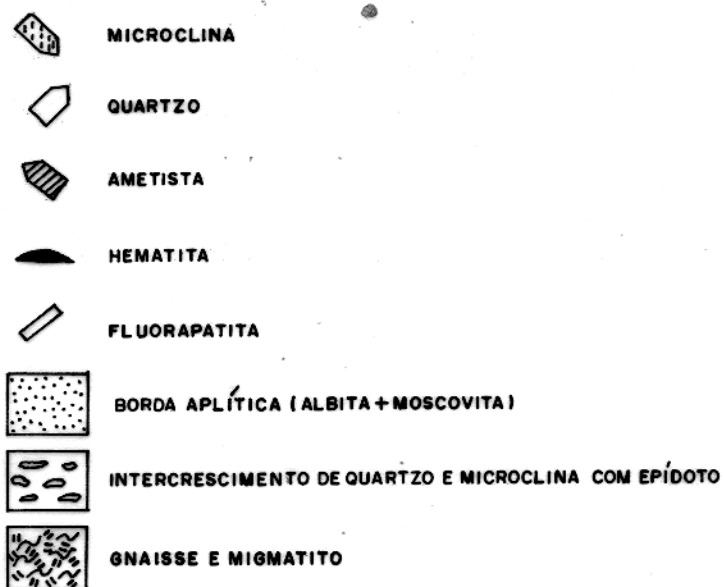 MICROCLINA
QUARTZO
AMETISTA
HEMATITA
FLUORAPATITA
BORDA APLÍTICA (ALBITA+MOSCOVITA)
INTERCRESCIMENTO DE QUARTZO E MICROCLINA COM EPÍDOTO
GNAISSE E MIGMATITO